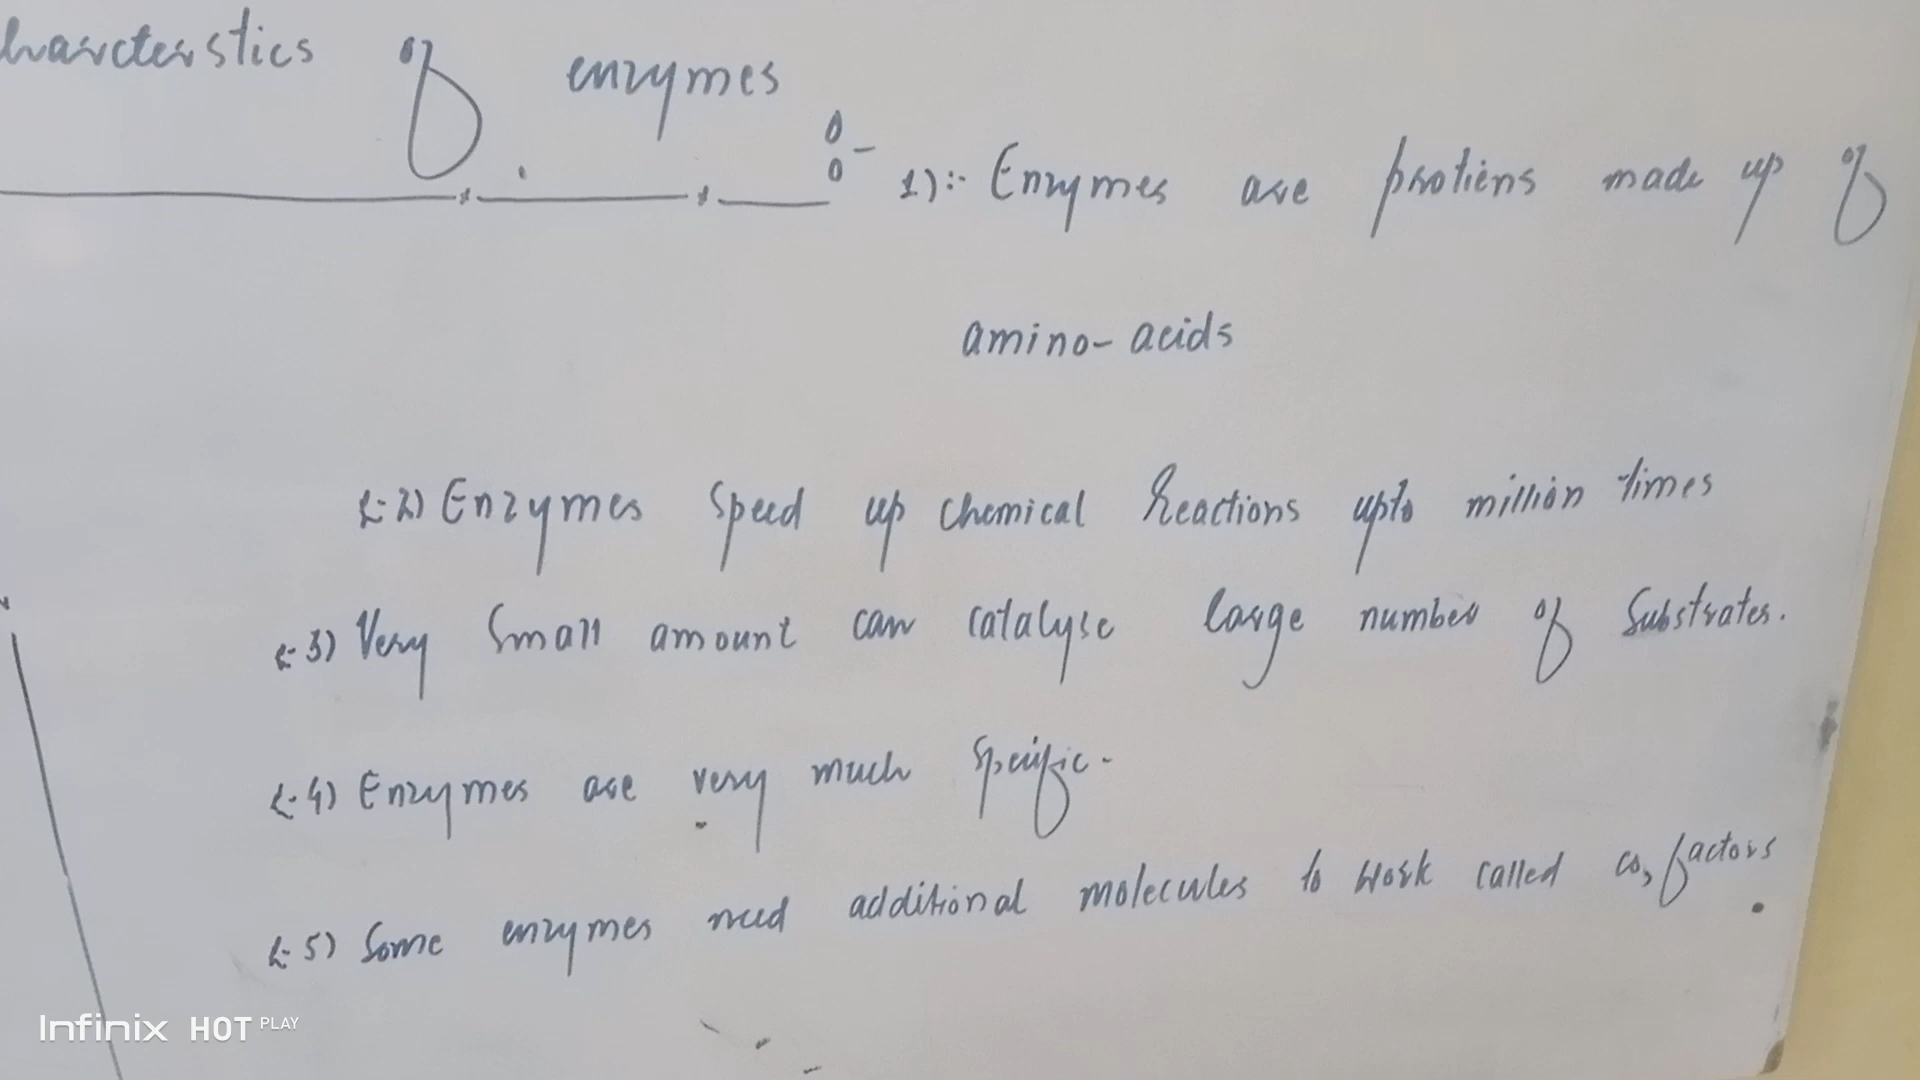 haracterstics of enzymes :-
1):- Enzymes are protiens made up of
amino-acids
2) Enzymes speed up chemical Reactions upto million times
3) Very small amount can catalyse large number of Substrates.
4) Enzymes are very much specific.
5) Some enzymes need additional molecules to work called co, factors
Infinix HOT PLAY